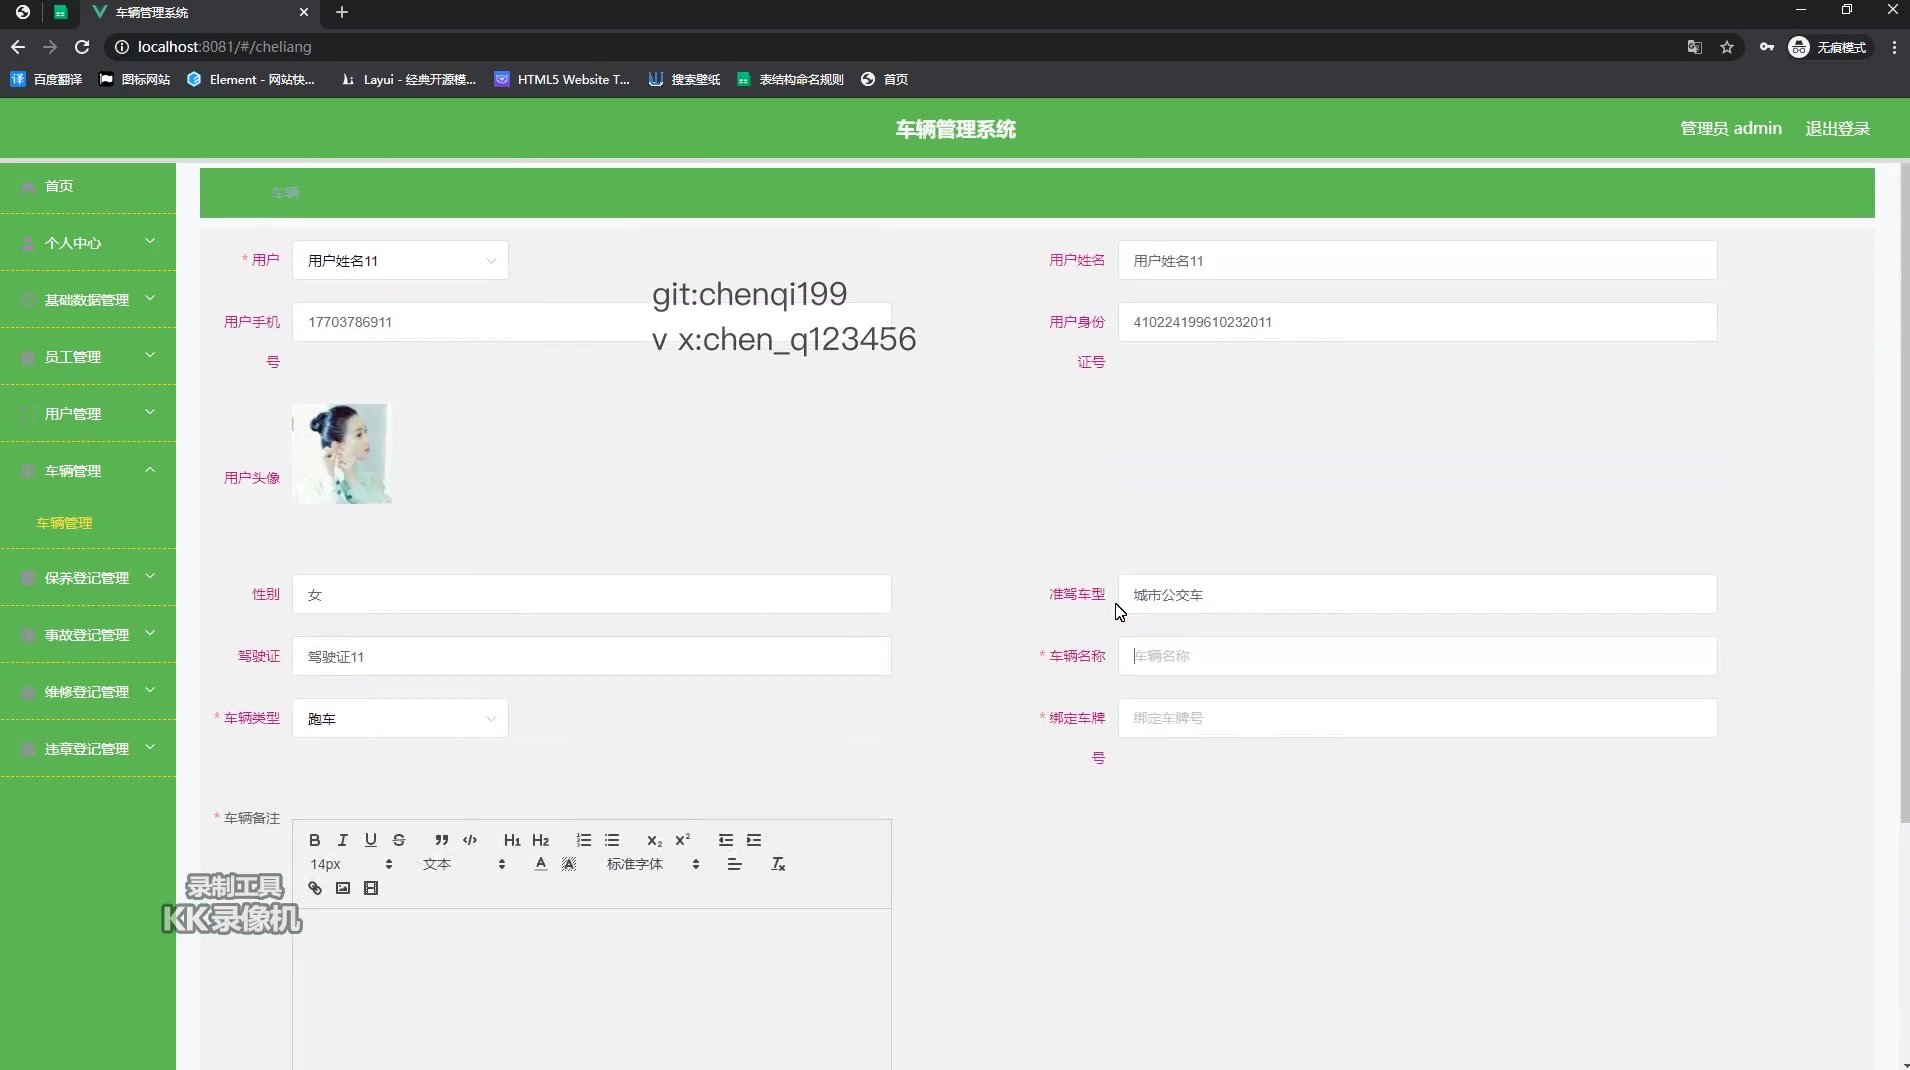 车辆管理系统
localhost:8081/#/cheliang
无痕模式
百度翻译
图标网站
Element - 网站快...
Layui - 经典开源模...
HTML5 Website T...
搜索壁纸
表结构命名规则
首页
车辆管理系统
管理员 admin
退出登录
首页
个人中心
基础数据管理
员工管理
用户管理
车辆管理
车辆管理
保养登记管理
事故登记管理
维修登记管理
违章登记管理
车辆
* 用户
用户姓名11
用户姓名
用户姓名11
git:chenqi199
v x:chen_q123456
用户手机
号
17703786911
用户身份
证号
410224199610232011
用户头像
性别
女
准驾车型
城市公交车
驾驶证
驾驶证11
* 车辆名称
车辆名称
* 车辆类型
跑车
* 绑定车牌
号
绑定车牌号
* 车辆备注
B I U S ” </> H1 H2 x₂ x²
14px 文本 A A 标准字体 Tx
录制工具
KK录像机